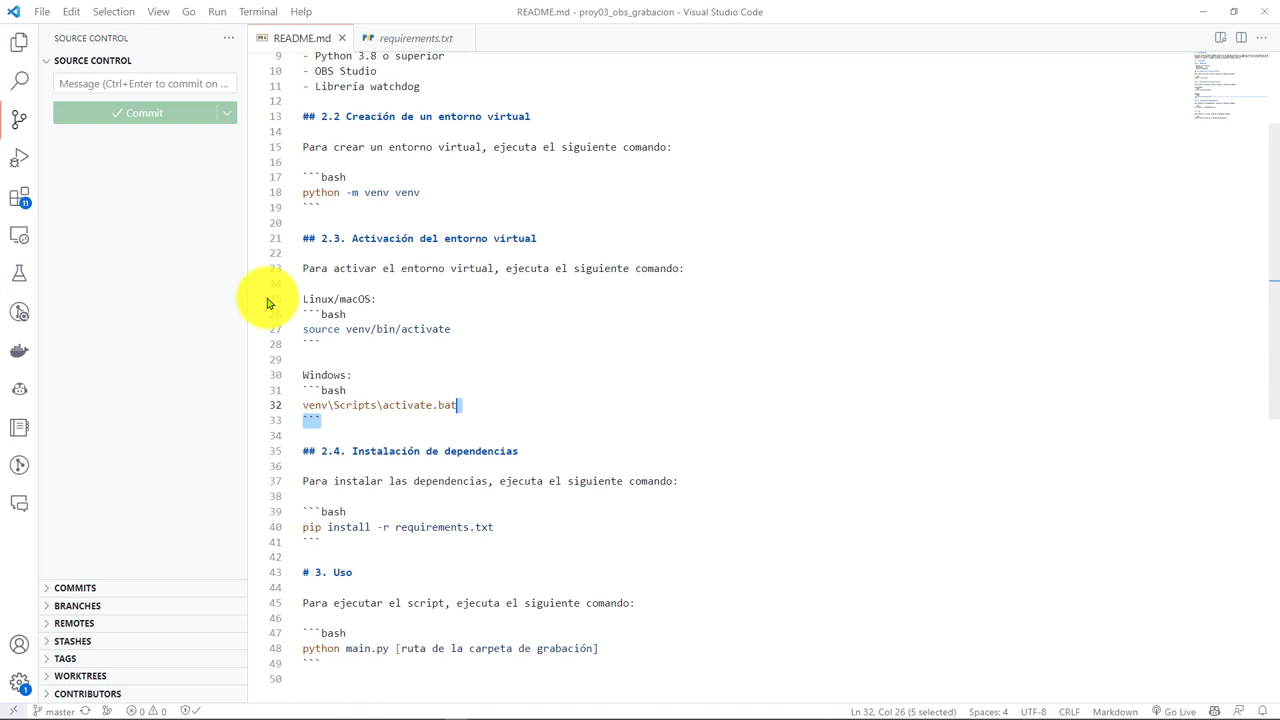 File Edit Selection View Go Run Terminal Help
README.md - proy03_obs_grabacion - Visual Studio Code
SOURCE CONTROL
README.md
requirements.txt
SOURCE CONTROL
Message (Ctrl+Enter to commit on ...
Commit
COMMITS
BRANCHES
REMOTES
STASHES
TAGS
WORKTREES
CONTRIBUTORS
11
1
9 - Python 3.8 o superior
10 - OBS Studio
11 - Librería watchdog
12
13 ## 2.2. Creación de un entorno virtual
14
15 Para crear un entorno virtual, ejecuta el siguiente comando:
16
17 ```bash
18 python -m venv venv
19 ```
20
21 ## 2.3. Activación del entorno virtual
22
23 Para activar el entorno virtual, ejecuta el siguiente comando:
24
25 Linux/macOS:
26 ```bash
27 source venv/bin/activate
28 ```
29
30 Windows:
31 ```bash
32 venv\Scripts\activate.bat
33 ```
34
35 ## 2.4. Instalación de dependencias
36
37 Para instalar las dependencias, ejecuta el siguiente comando:
38
39 ```bash
40 pip install -r requirements.txt
41 ```
42
43 # 3. Uso
44
45 Para ejecutar el script, ejecuta el siguiente comando:
46
47 ```bash
48 python main.py [ruta de la carpeta de grabación]
49 ```
50
master 0 0 Ln 32, Col 26 (5 selected) Spaces: 4 UTF-8 CRLF Markdown Go Live